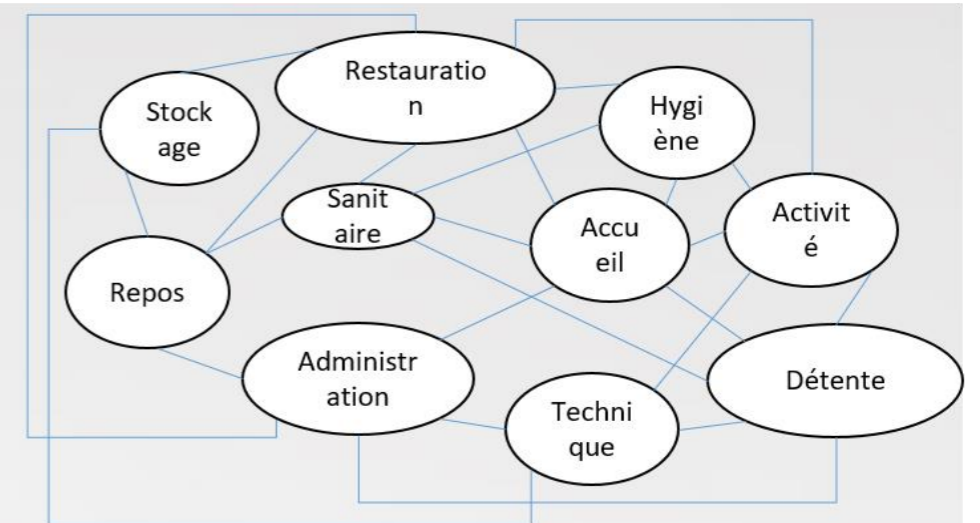 Restauratio
n
Stock
age
Hygi
ène
Sanit
aire
Accu
eil
Activit
é
Repos
Administr
ation
Techni
que
Détente